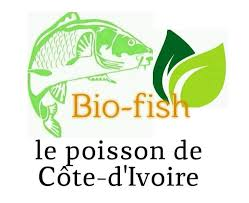 Bio-fish
le poisson de
Côte-d'Ivoire